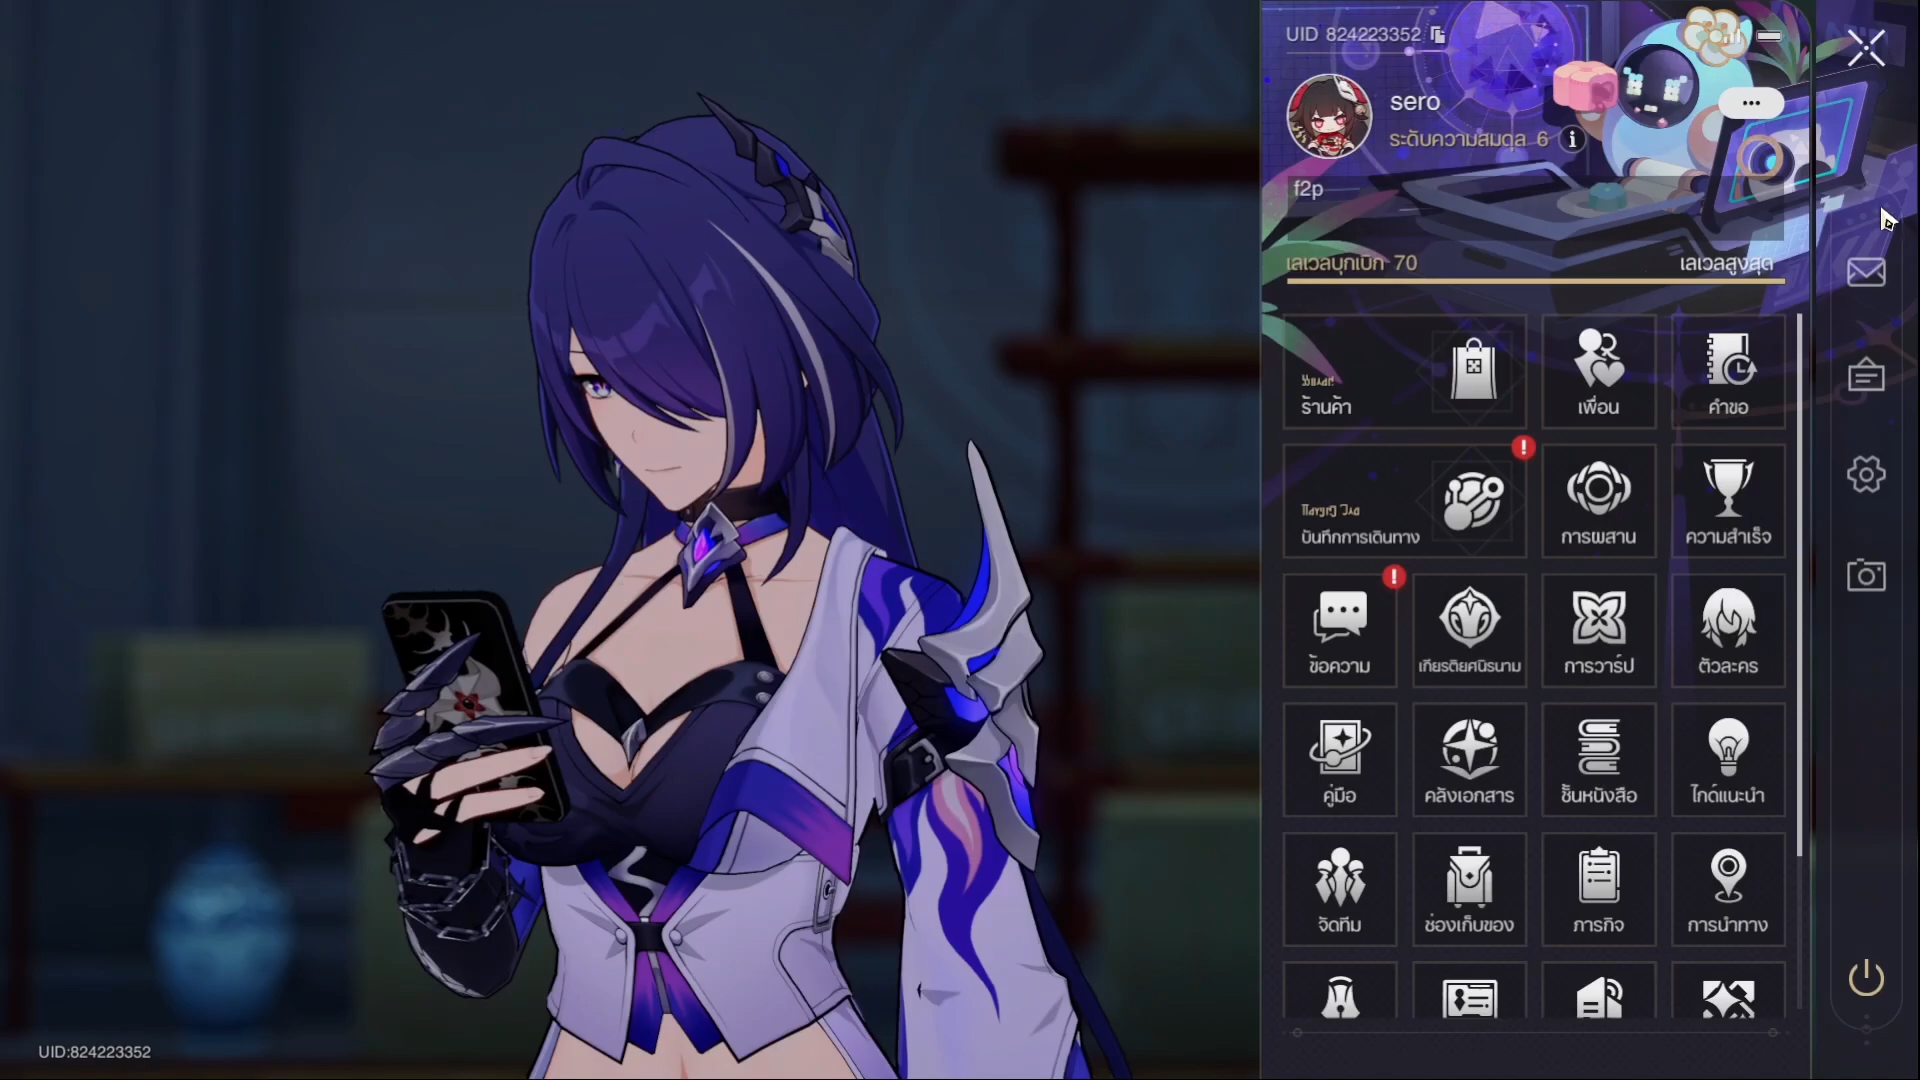 UID 824223352
sero
ระดับความสมดุล 6
f2p
เลเวลบุกเบิก 70
เลเวลสูงสุด
ร้านค้า
เพื่อน
คำขอ
บันทึกการเดินทาง
การผสาน
ความสำเร็จ
ข้อความ
เกียรติยศนิรนาม
การวาร์ป
ตัวละคร
คู่มือ
คลังเอกสาร
ชั้นหนังสือ
ไกด์แนะนำ
จัดทีม
ช่องเก็บของ
ภารกิจ
การนำทาง
UID:824223352